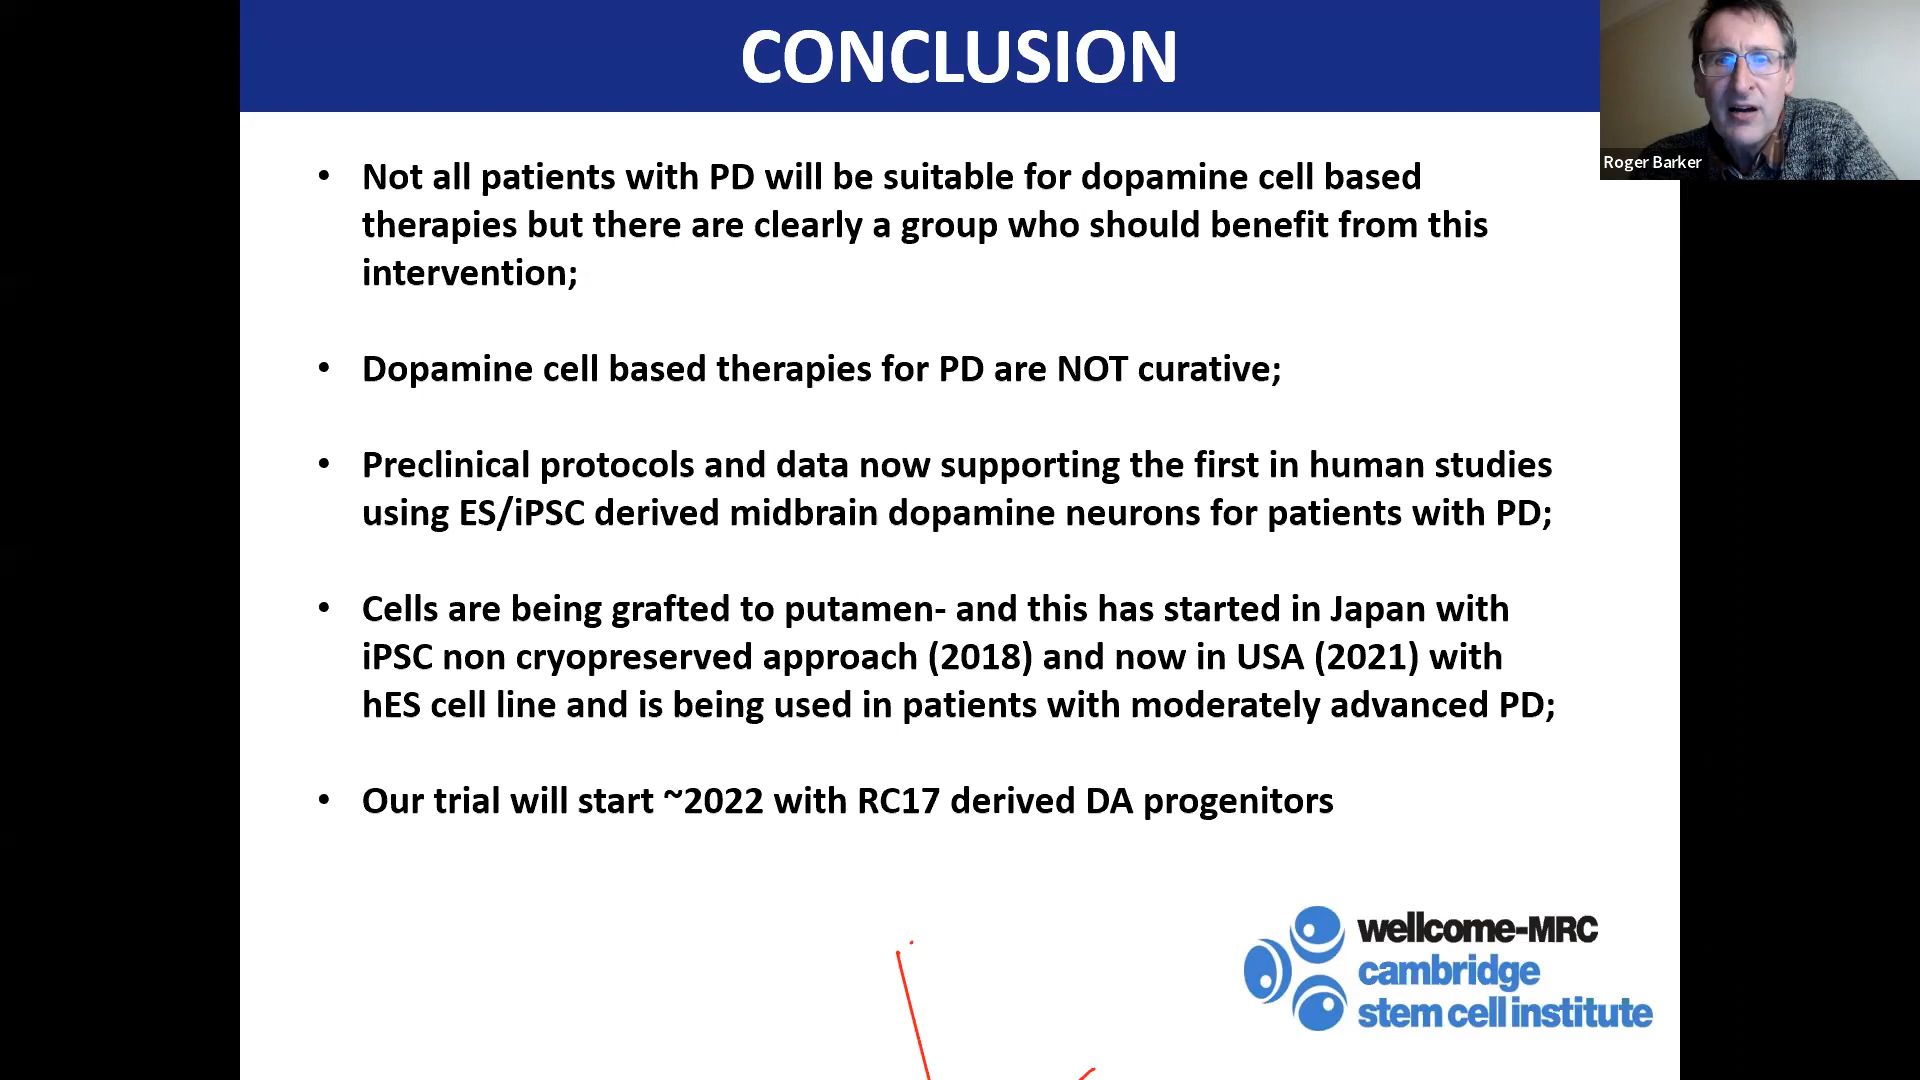 CONCLUSION
Roger Barker
• Not all patients with PD will be suitable for dopamine cell based
therapies but there are clearly a group who should benefit from this
intervention;
• Dopamine cell based therapies for PD are NOT curative;
• Preclinical protocols and data now supporting the first in human studies
using ES/iPSC derived midbrain dopamine neurons for patients with PD;
• Cells are being grafted to putamen- and this has started in Japan with
iPSC non cryopreserved approach (2018) and now in USA (2021) with
hES cell line and is being used in patients with moderately advanced PD;
• Our trial will start ~2022 with RC17 derived DA progenitors
wellcome-MRC
cambridge
stem cell institute